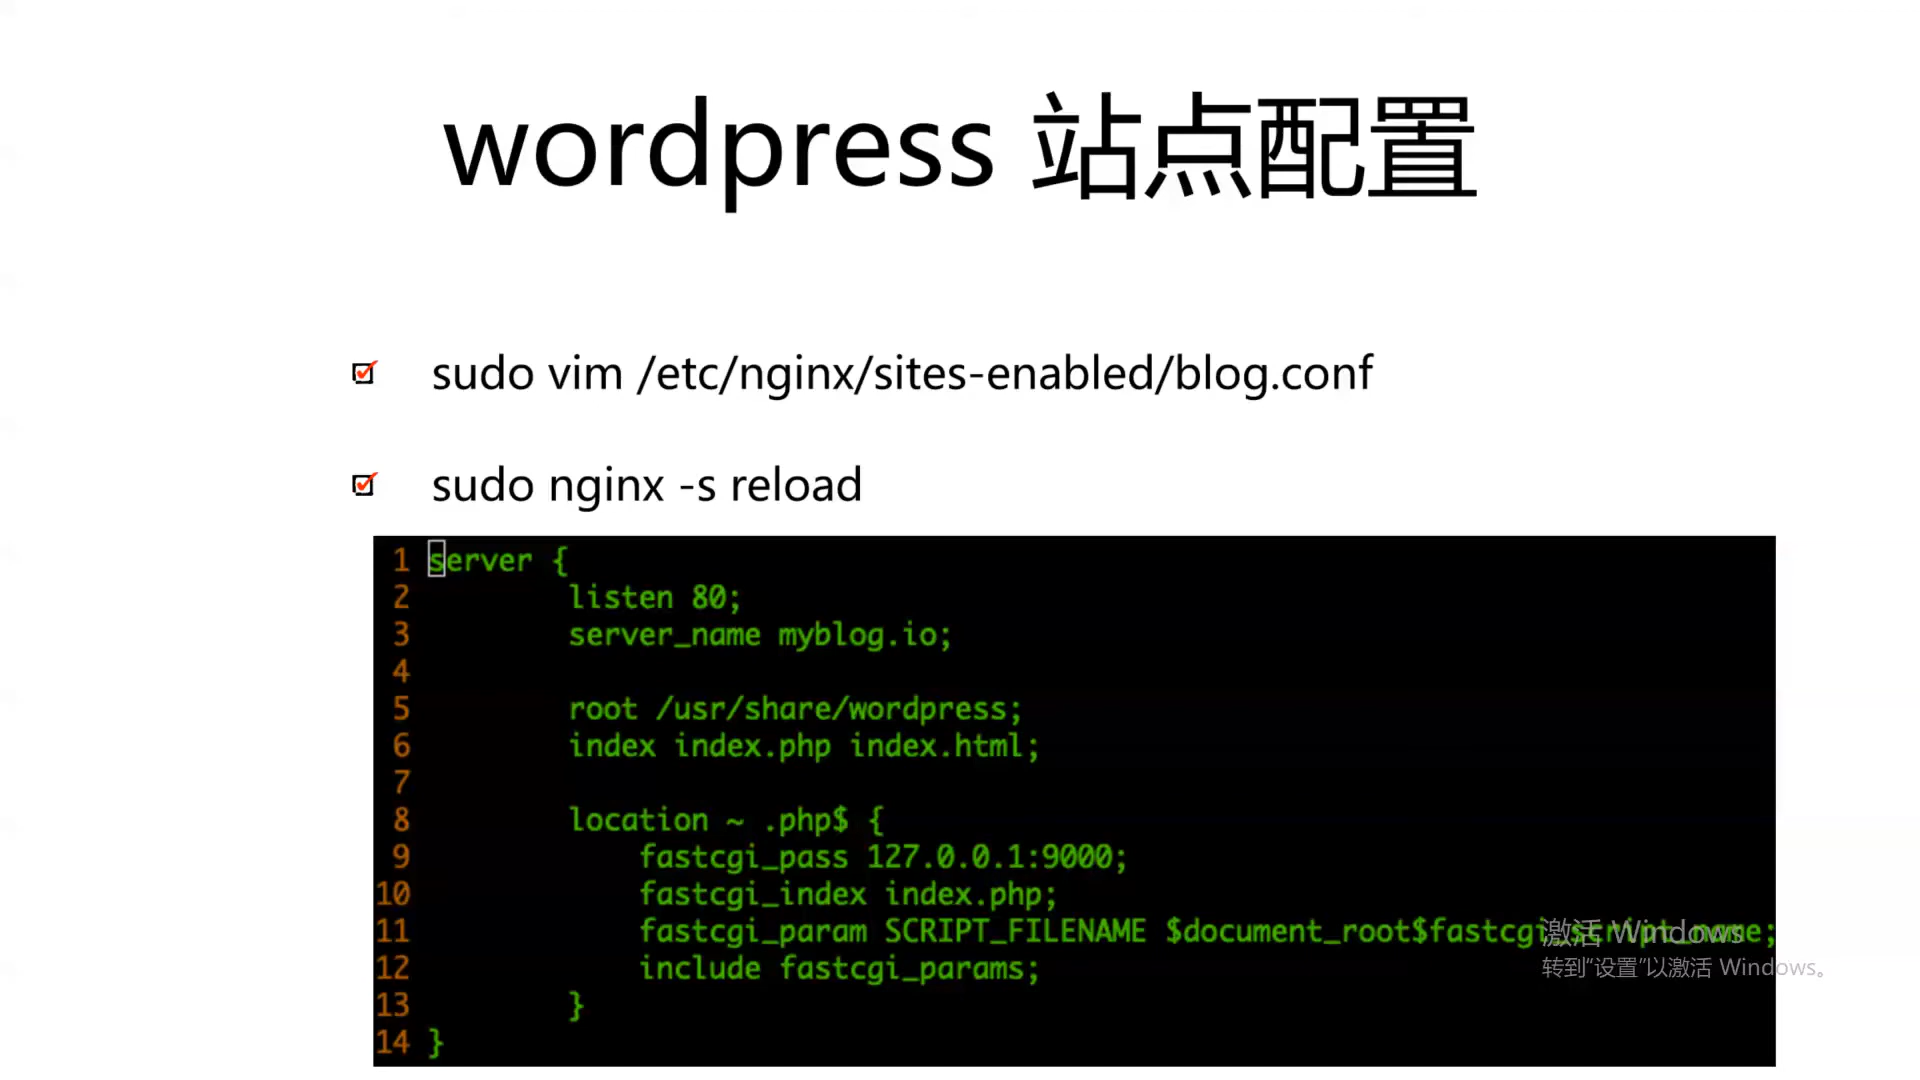 wordpress 站点配置
sudo vim /etc/nginx/sites-enabled/blog.conf
sudo nginx -s reload
1 server {
2 listen 80;
3 server_name myblog.io;
4
5 root /usr/share/wordpress;
6 index index.php index.html;
7
8 location ~ .php$ {
9 fastcgi_pass 127.0.0.1:9000;
10 fastcgi_index index.php;
11 fastcgi_param SCRIPT_FILENAME $document_root$fastcgi_script_name;
12 include fastcgi_params;
13 }
14 }
激活 Windows
转到“设置”以激活 Windows。